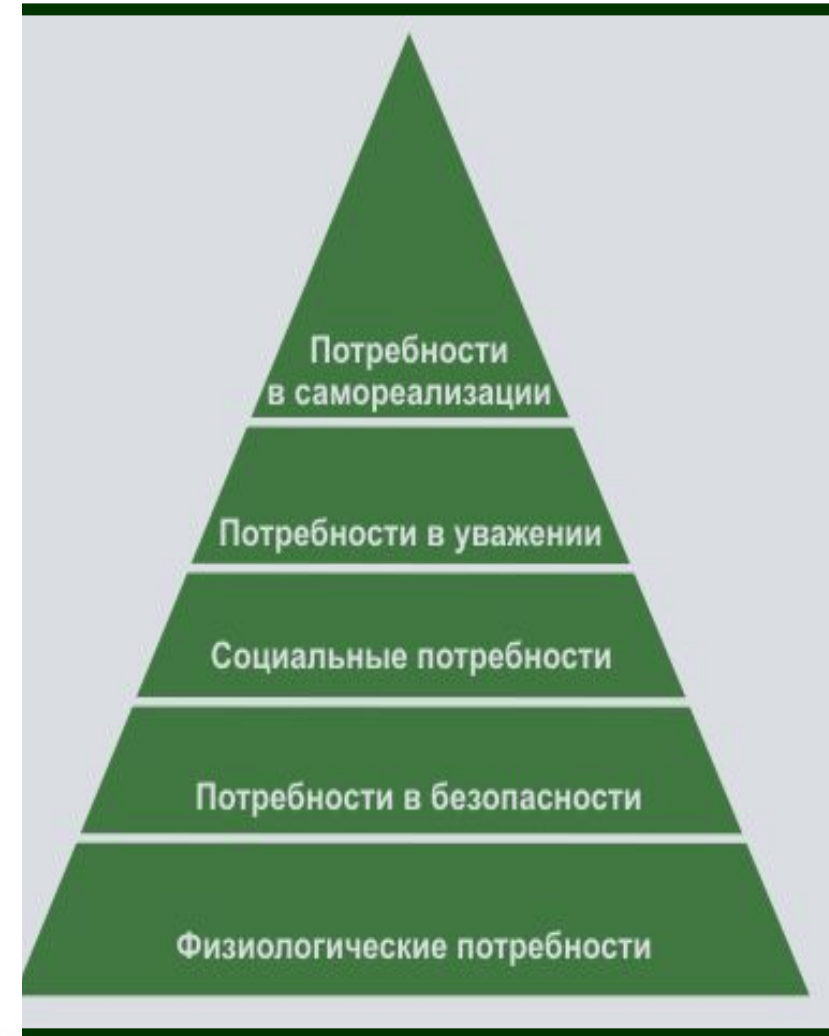 Потребности
в самореализации
Потребности в уважении
Социальные потребности
Потребности в безопасности
Физиологические потребности